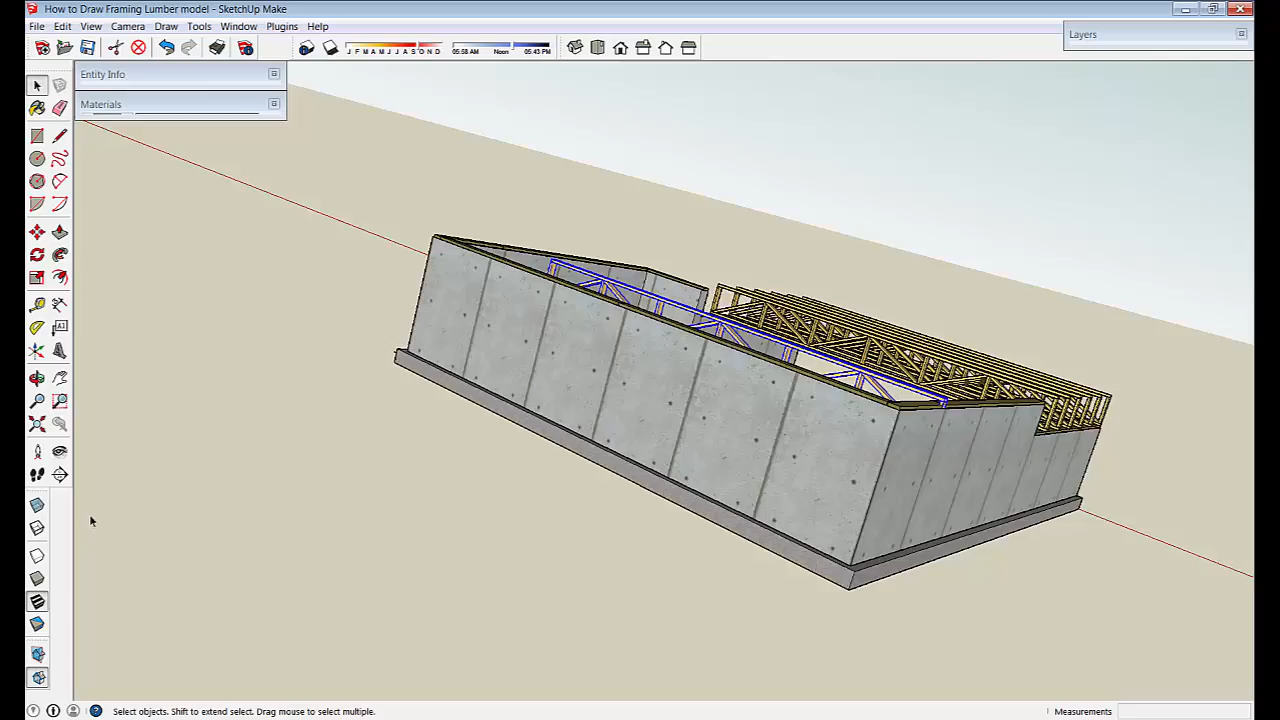 How to Draw Framing Lumber model - SketchUp Make
File Edit View Camera Draw Tools Window Plugins Help
J F M A M J J A S O N D 05:58 AM Noon 05:43 PM
Layers
Entity Info
Materials
Select objects. Shift to extend select. Drag mouse to select multiple.
Measurements